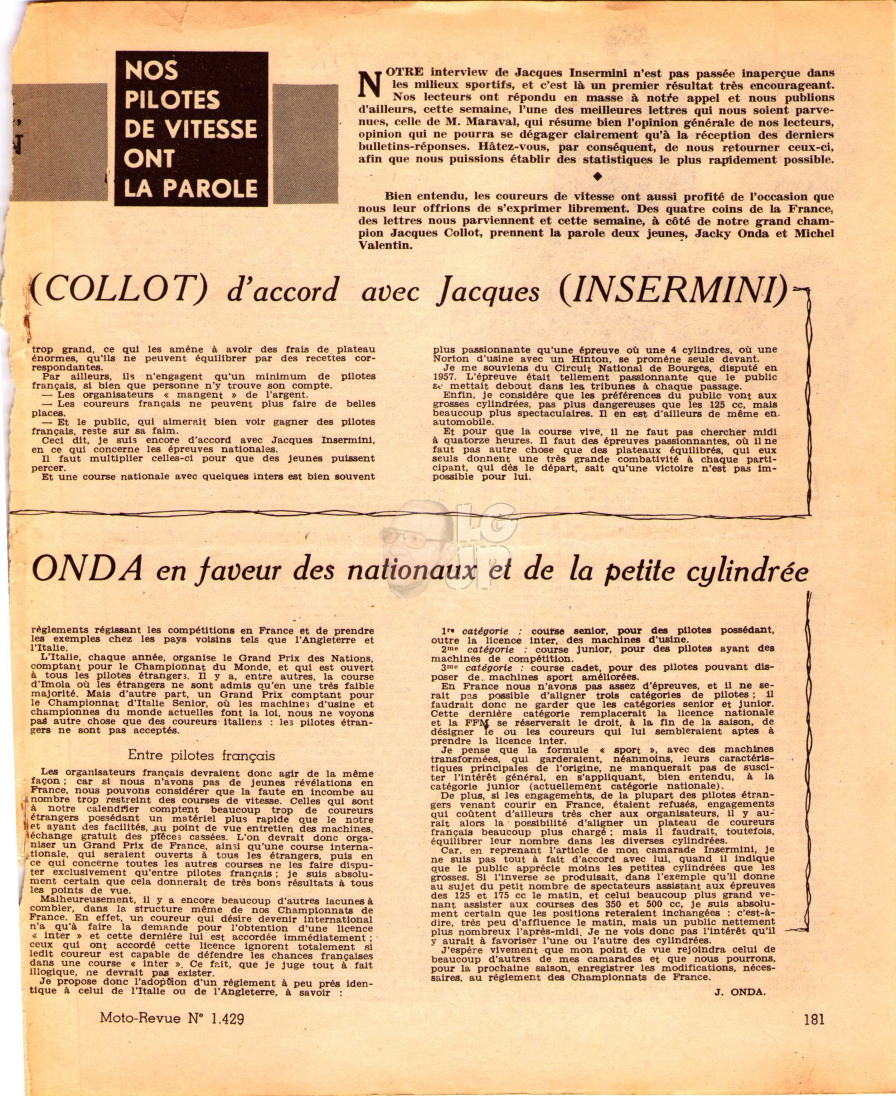 NOS
PILOTES
DE VITESSE
ONT
LA PAROLE
NOTRE interview de Jacques Insermini n'est pas passée inaperçue dans
les milieux sportifs, et c'est là un premier résultat très encourageant.
Nos lecteurs ont répondu en masse à notre appel et nous publions
d'ailleurs, cette semaine, l'une des meilleures lettres qui nous soient parve-
nues, celle de M. Maraval, qui résume bien l'opinion générale de nos lecteurs,
opinion qui ne pourra se dégager clairement qu'à la réception des derniers
bulletins-réponses. Hâtez-vous, par conséquent, de nous retourner ceux-ci,
afin que nous puissions établir des statistiques le plus rapidement possible.
Bien entendu, les coureurs de vitesse ont aussi profité de l'occasion que
nous leur offrions de s'exprimer librement. Des quatre coins de la France,
des lettres nous parviennent et cette semaine, à côté de notre grand cham-
pion Jacques Collot, prennent la parole deux jeunes, Jacky Onda et Michel
Valentin.
(COLLOT) d'accord avec Jacques (INSERMINI)
trop grand, ce qui les amène à avoir des frais de plateau
énormes, qu'ils ne peuvent équilibrer par des recettes cor-
respondantes.
Par ailleurs, ils n'engagent qu'un minimum de pilotes
français, si bien que personne n'y trouve son compte.
— Les organisateurs « mangent » de l'argent.
— Les coureurs français ne peuvent plus faire de belles
places.
— Et le public, qui aimerait bien voir gagner des pilotes
français, reste sur sa faim.
Ceci dit, je suis encore d'accord avec Jacques Insermini,
en ce qui concerne les épreuves nationales.
Il faut multiplier celles-ci pour que des jeunes puissent
percer.
Et une course nationale avec quelques inters est bien souvent
plus passionnante qu'une épreuve où une 4 cylindres, où une
Norton d'usine avec un Hinton, se promène seule devant.
Je me souviens du Circuit National de Bourges, disputé en
1957. L'épreuve était tellement passionnante que le public
se mettait debout dans les tribunes à chaque passage.
Enfin, je considère que les préférences du public vont aux
grosses cylindrées, pas plus dangereuses que les 125 cc, mais
beaucoup plus spectaculaires. Il en est d'ailleurs de même en
automobile.
Et pour que la course vive, il ne faut pas chercher midi
à quatorze heures. Il faut des épreuves passionnantes, où il ne
faut pas autre chose que des plateaux équilibrés, qui eux
seuls donnent une très grande combativité à chaque parti-
cipant, qui dès le départ, sait qu'une victoire n'est pas im-
possible pour lui.
LG
UP
ONDA en faveur des nationaux et de la petite cylindrée
règlements régissant les compétitions en France et de prendre
les exemples chez les pays voisins tels que l'Angleterre et
l'Italie.
L'Italie, chaque année, organise le Grand Prix des Nations,
comptant pour le Championnat du Monde, et qui est ouvert
à tous les pilotes étrangers. Il y a, entre autres, la course
d'Imola où les étrangers ne sont admis qu'en une très faible
majorité. Mais d'autre part, un Grand Prix comptant pour
le Championnat d'Italie Senior, où les machines d'usine et
championnes du monde actuelles font la loi, nous ne voyons
pas autre chose que des coureurs italiens : les pilotes étran-
gers ne sont pas acceptés.
Entre pilotes français
Les organisateurs français devraient donc agir de la même
façon ; car si nous n'avons pas de jeunes révélations en
France, nous pouvons considérer que la faute en incombe au
nombre trop restreint des courses de vitesse. Celles qui sont
à notre calendrier comptent beaucoup trop de coureurs
étrangers possédant un matériel plus rapide que le notre
et ayant des facilités, au point de vue entretien des machines,
échange gratuit des pièces cassées. L'on devrait donc orga-
niser un Grand Prix de France, ainsi qu'une course interna-
tionale, qui seraient ouverts à tous les étrangers, puis en
ce qui concerne toutes les autres courses ne les faire dispu-
ter exclusivement qu'entre pilotes français ; je suis absolu-
ment certain que cela donnerait de très bons résultats à tous
les points de vue.
Malheureusement, il y a encore beaucoup d'autres lacunes à
combler, dans la structure même de nos Championnats de
France. En effet, un coureur qui désire devenir international
n'a qu'à faire la demande pour l'obtention d'une licence
« inter » et cette dernière lui est accordée immédiatement ;
ceux qui ont accordé cette licence ignorent totalement si
ledit coureur est capable de défendre les chances françaises
dans une course « inter ». Ce fait, que je juge tout à fait
illogique, ne devrait pas exister.
Je propose donc l'adoption d'un règlement à peu près iden-
tique à celui de l'Italie ou de l'Angleterre, à savoir :
1re catégorie : course senior, pour des pilotes possédant,
outre la licence inter, des machines d'usine.
2me catégorie : course junior, pour des pilotes ayant des
machines de compétition.
3me catégorie : course cadet, pour des pilotes pouvant dis-
poser de machines sport améliorées.
En France nous n'avons pas assez d'épreuves, et il ne se-
rait pas possible d'aligner trois catégories de pilotes ; il
faudrait donc ne garder que les catégories senior et junior.
Cette dernière catégorie remplacerait la licence nationale
et la FFM se réserverait le droit, à la fin de la saison, de
désigner le ou les coureurs qui lui sembleraient aptes à
prendre la licence inter.
Je pense que la formule « sport », avec des machines
transformées, qui garderaient, néanmoins, leurs caractéris-
tiques principales de l'origine, ne manquerait pas de susci-
ter l'intérêt général, en s'appliquant, bien entendu, à la
catégorie junior (actuellement catégorie nationale).
De plus, si les engagements, de la plupart des pilotes étran-
gers venant courir en France, étaient refusés, engagements
qui coûtent d'ailleurs très cher aux organisateurs, il y au-
rait alors la possibilité d'aligner un plateau de coureurs
français beaucoup plus chargé ; mais il faudrait, toutefois,
équilibrer leur nombre dans les diverses cylindrées.
Car, en reprenant l'article de mon camarade Insermini, je
ne suis pas tout à fait d'accord avec lui, quand il indique
que le public apprécie moins les petites cylindrées que les
grosses. Si l'inverse se produisait, dans l'exemple qu'il donne
au sujet du petit nombre de spectateurs assistant aux épreuves
des 125 et 175 cc le matin, et celui beaucoup plus grand ve-
nant assister aux courses des 350 et 500 cc, je suis absolu-
ment certain que les positions reteraient inchangées : c'est-à-
dire, très peu d'affluence le matin, mais un public nettement
plus nombreux l'après-midi. Je ne vois donc pas l'intérêt qu'il
y aurait à favoriser l'une ou l'autre des cylindrées.
J'espère vivement que mon point de vue rejoindra celui de
beaucoup d'autres de mes camarades et que nous pourrons,
pour la prochaine saison, enregistrer les modifications, néces-
saires, au règlement des Championnats de France.
J. ONDA.
Moto-Revue N° 1.429
181